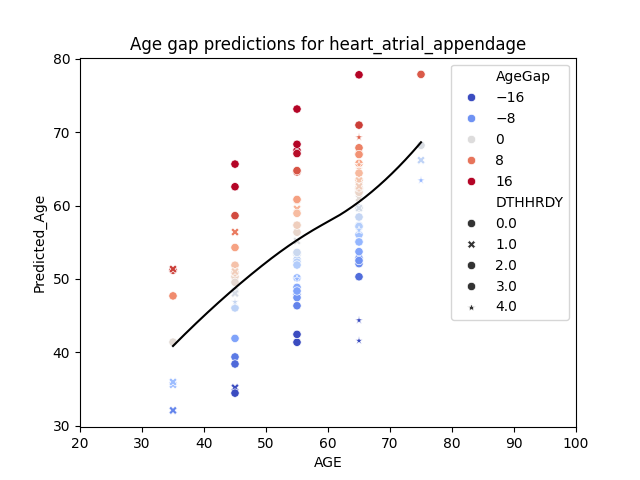 Age gap predictions for heart_atrial_appendage
Predicted_Age
80
70
60
50
40
30
20 30 40 50 60 70 80 90 100
AGE
AgeGap
−16
−8
0
8
16
DTHHRDY
0.0
1.0
2.0
3.0
4.0